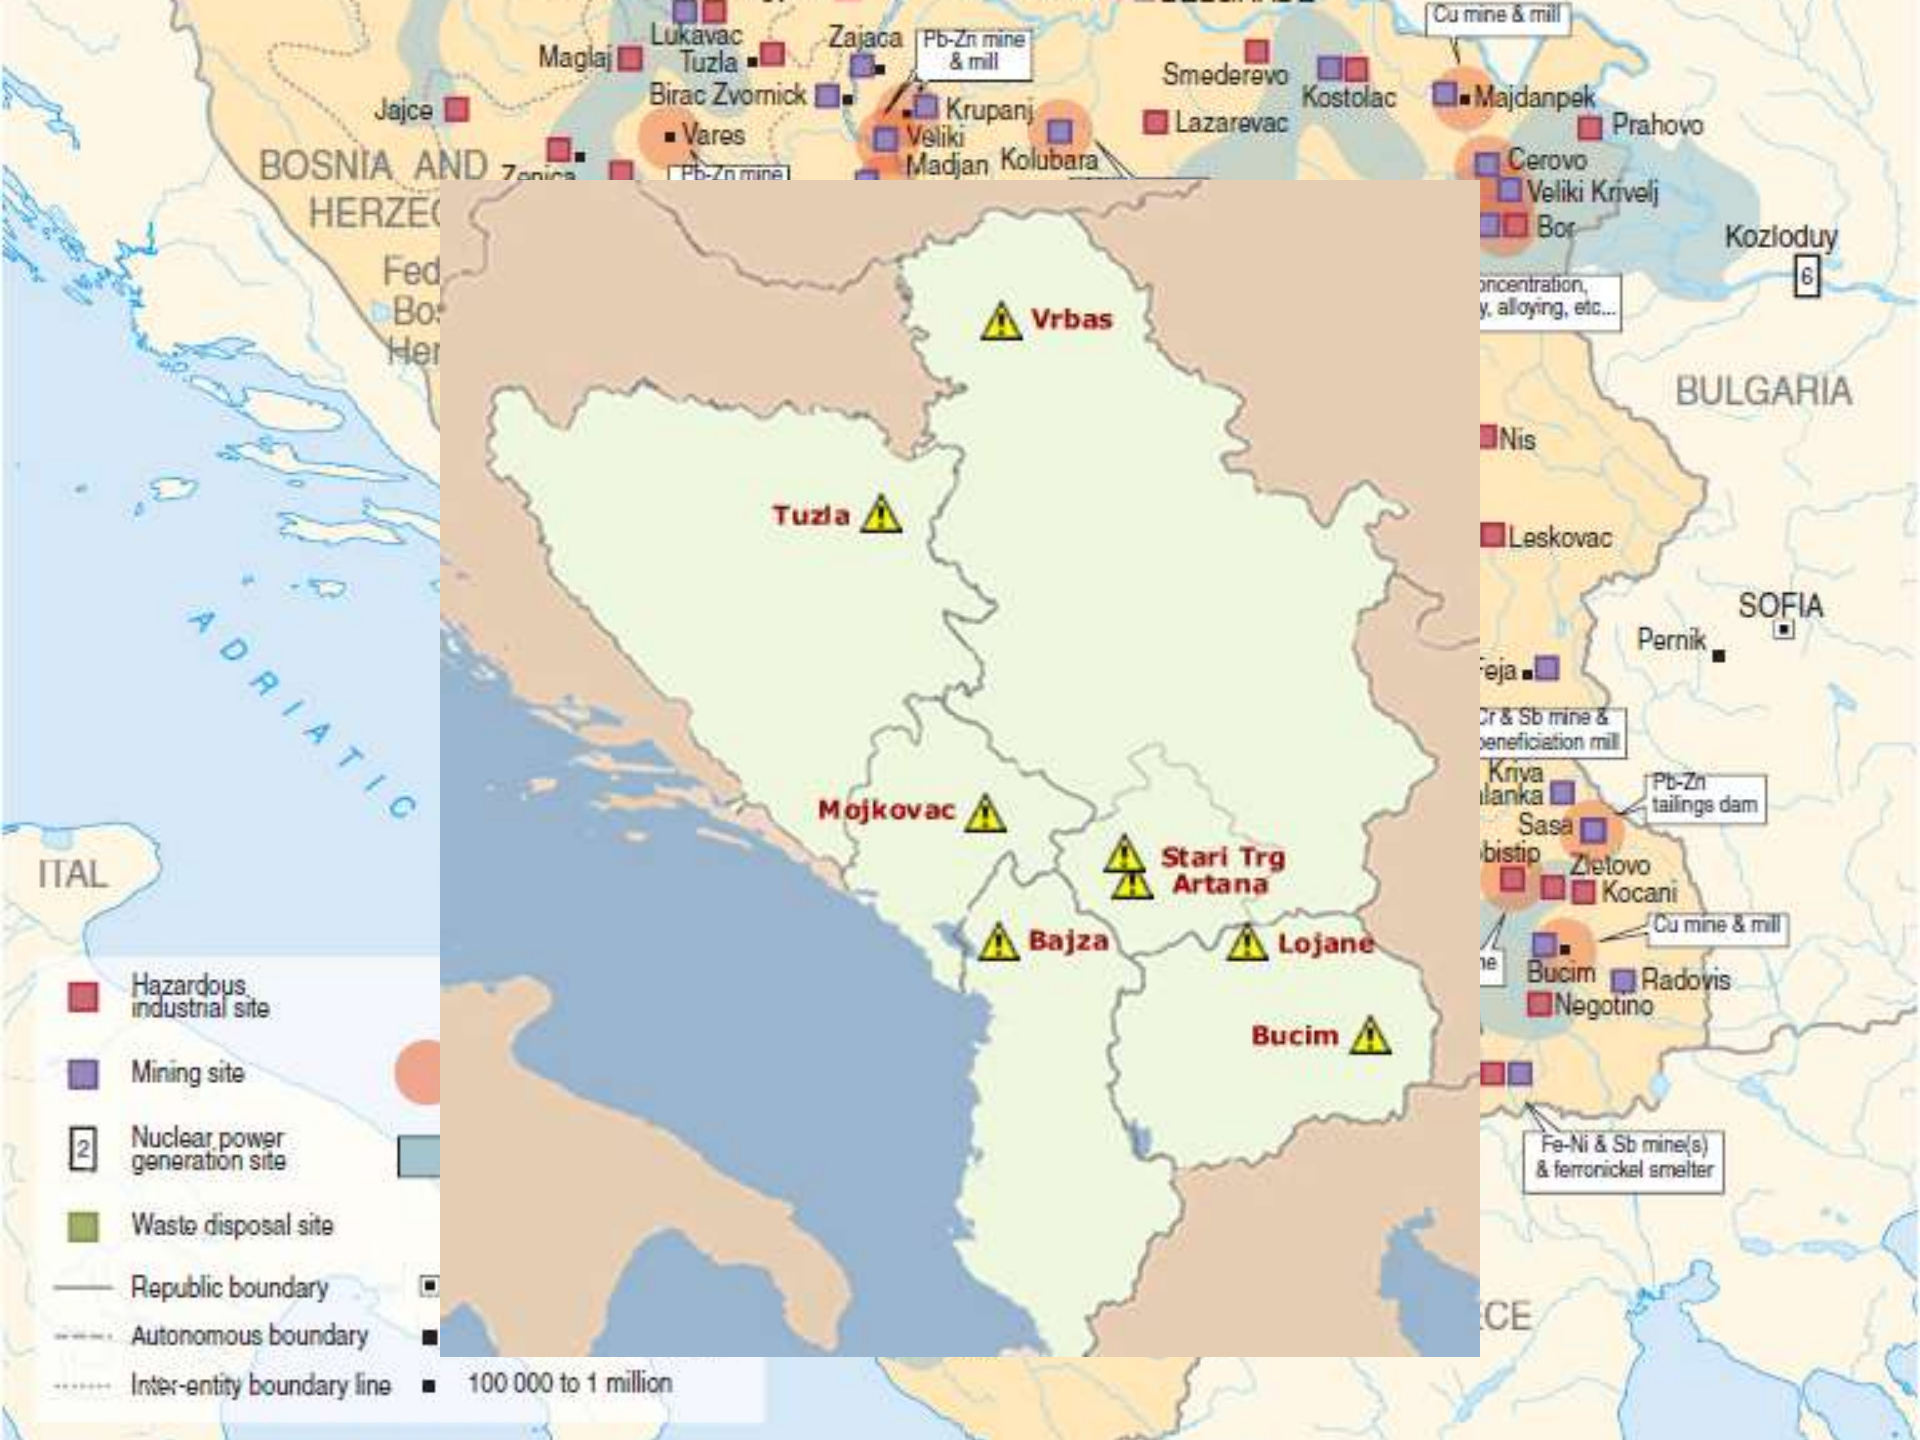 Cu mine & mill
Lukavac
Zajaca
Pb-Zn mine
& mill
Maglaj
Tuzla
Smederevo
Birac Zvornick
Kostolac
Majdanpek
Jajce
Krupanj
Lazarevac
Prahovo
Vares
Veliki
Madjan
Kolubara
Cerovo
BOSNIA AND
Pb-Zn mine
Veliki Krivelj
Bor
Kozloduy
6
Vrbas
BULGARIA
Nis
Tuzla
Leskovac
SOFIA
Pernik
ADRIATIC
Cr & Sb mine &
beneficiation mill
Kriva
Pb-Zn
tailings dam
Mojkovac
Sasa
Stari Trg
Artana
Zletovo
Kocani
ITAL
Bajza
Lojane
Cu mine & mill
Bucim
Radovis
Negotino
Bucim
Hazardous
industrial site
Mining site
2
Nuclear power
generation site
Fe-Ni & Sb mine(s)
& ferronickel smelter
Waste disposal site
Republic boundary
Autonomous boundary
Inter-entity boundary line
100 000 to 1 million